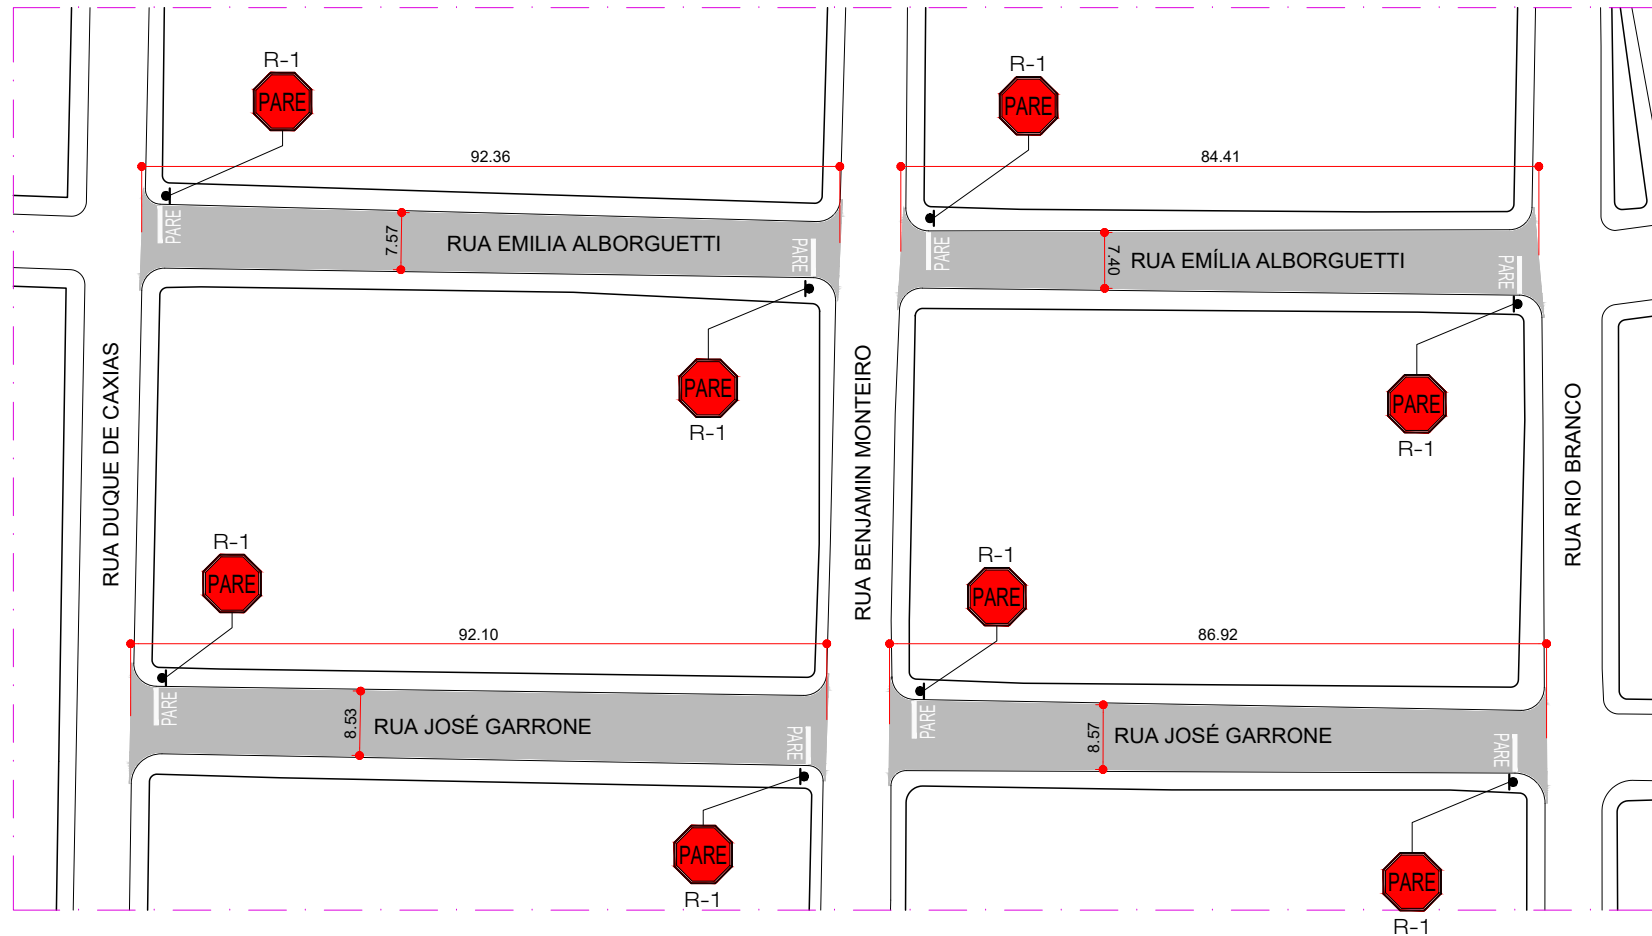 R-1
PARE
R-1
PARE
92.36
84.41
PARE
7.57
RUA EMILIA ALBORGUETTI
PARE
PARE
7.40
RUA EMÍLIA ALBORGUETTI
PARE
PARE
R-1
PARE
R-1
RUA DUQUE DE CAXIAS
RUA BENJAMIN MONTEIRO
RUA RIO BRANCO
R-1
PARE
R-1
PARE
92.10
86.92
PARE
8.53
RUA JOSÉ GARRONE
PARE
PARE
8.57
RUA JOSÉ GARRONE
PARE
PARE
R-1
PARE
R-1